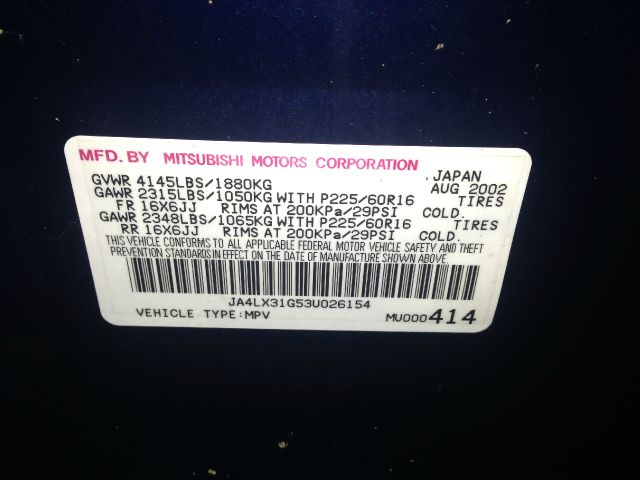 MFD. BY MITSUBISHI MOTORS CORPORATION JAPAN
GVWR 4145LBS/1880KG AUG 2002
GAWR 2315LBS/1050KG WITH P225/60R16 TIRES
FR 16X6JJ RIMS AT 200KPa/29PSI COLD.
GAWR 2348LBS/1065KG WITH P225/60R16 TIRES
RR 16X6JJ RIMS AT 200KPa/29PSI COLD.
THIS VEHICLE CONFORMS TO ALL APPLICABLE FEDERAL MOTOR VEHICLE SAFETY AND THEFT
PREVENTION STANDARDS IN EFFECT ON THE DATE OF MANUFACTURE SHOWN ABOVE.
JA4LX31G53U026154
VEHICLE TYPE:MPV MU000414